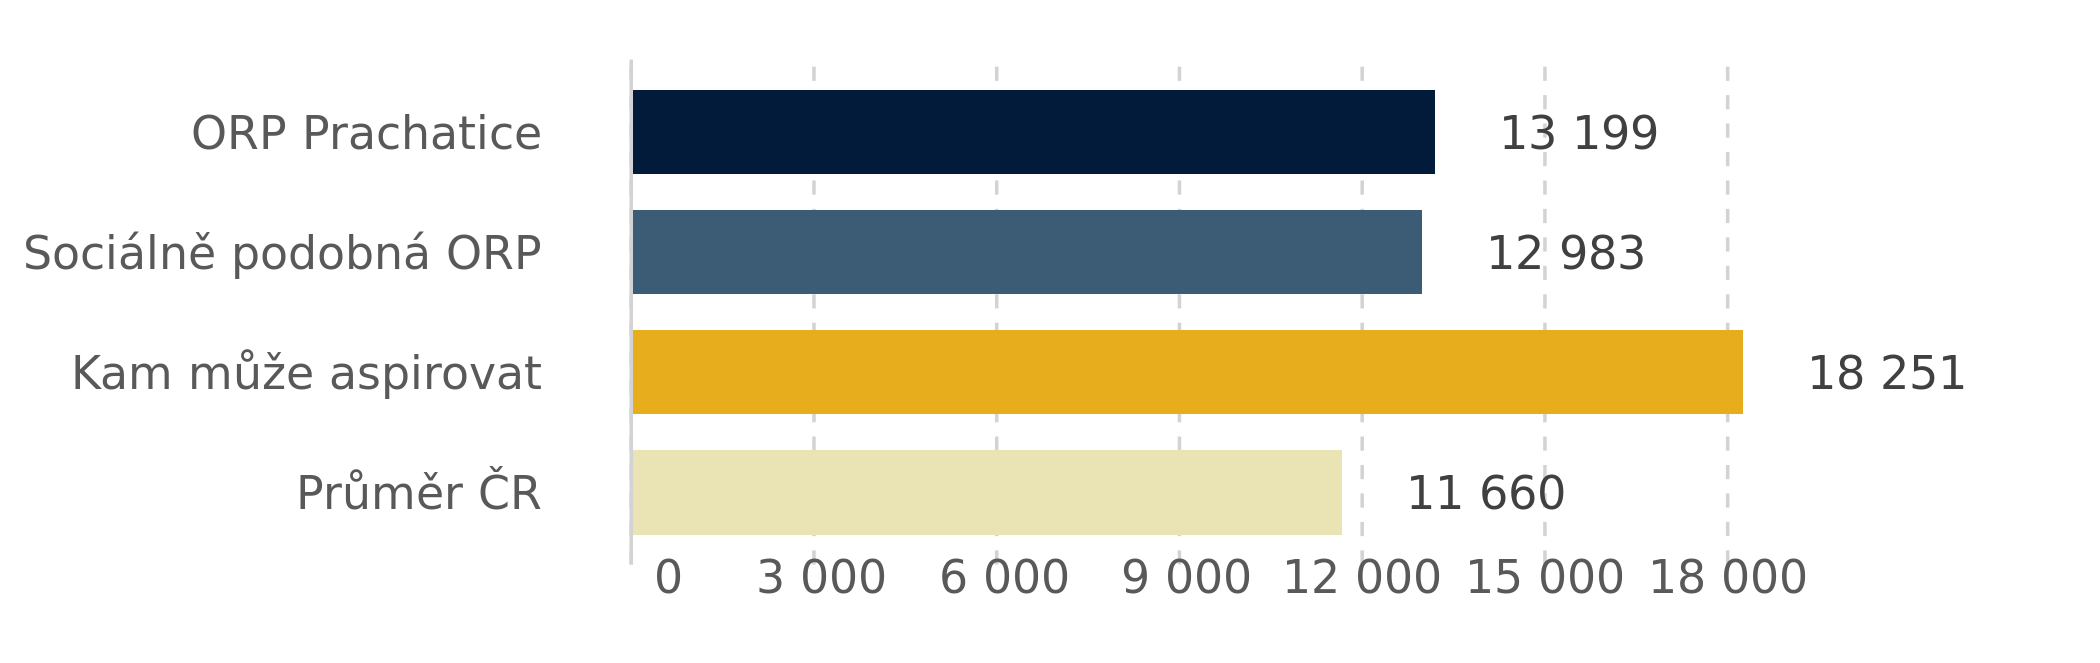 ORP Prachatice 13 199
Sociálně podobná ORP 12 983
Kam může aspirovat 18 251
Průměr ČR 11 660
0 3 000 6 000 9 000 12 000 15 000 18 000